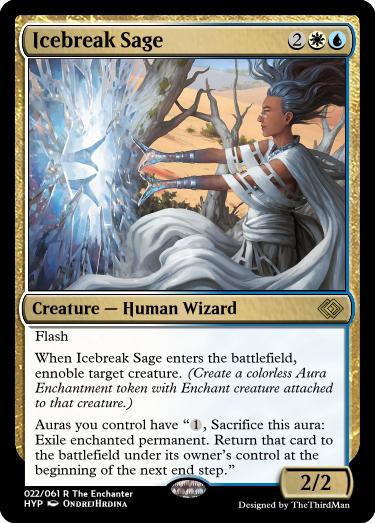 Icebreak Sage 2
Creature — Human Wizard
Flash
When Icebreak Sage enters the battlefield,
ennoble target creature. (Create a colorless Aura
Enchantment token with Enchant creature attached
to that creature.)
Auras you control have “1, Sacrifice this aura:
Exile enchanted permanent. Return that card to
the battlefield under its owner’s control at the
beginning of the next end step.”
2/2
022/061 R The Enchanter
HYP OndrejHrdina
Designed by TheThirdMan